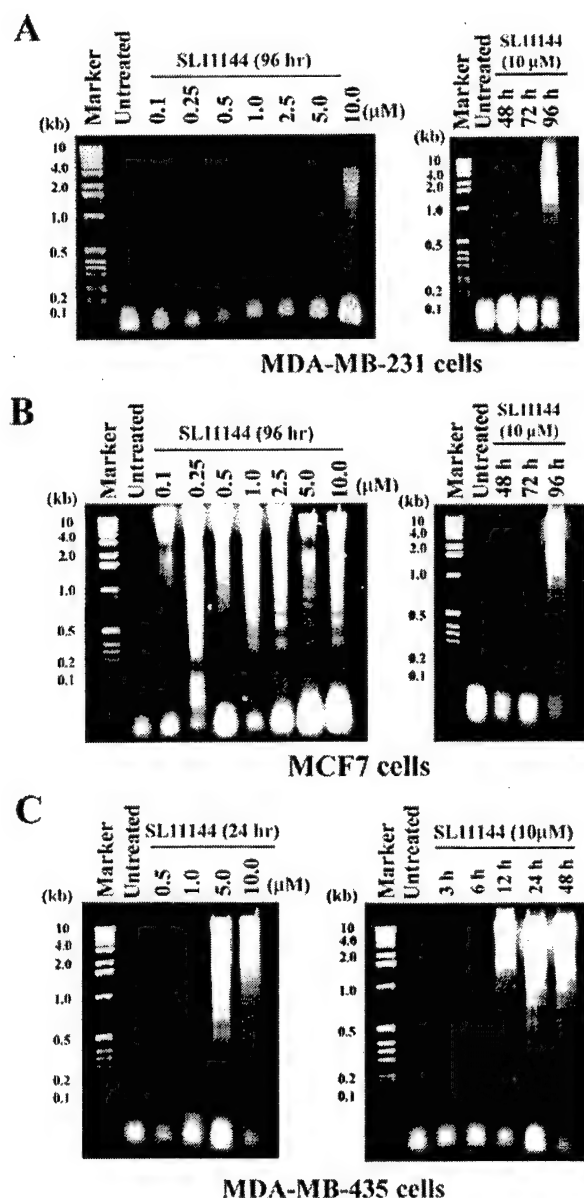 A
SL11144 (96 hr)
Marker
Untreated
0.1
0.25
0.5
1.0
2.5
5.0
10.0
(µM)
(kb)
10
4.0
2.0
1.0
0.5
0.2
0.1
SL11144
(10 µM)
Marker
Untreated
48 h
72 h
96 h
(kb)
10
4.0
2.0
1.0
0.5
0.2
0.1
MDA-MB-231 cells
B
SL11144 (96 hr)
Marker
Untreated
0.1
0.25
0.5
1.0
2.5
5.0
10.0
(µM)
(kb)
10
4.0
2.0
1.0
0.5
0.2
0.1
SL11144
(10 µM)
Marker
Untreated
48 h
72 h
96 h
(kb)
10
4.0
2.0
1.0
0.5
0.2
0.1
MCF7 cells
C
SL11144 (24 hr)
Marker
Untreated
0.5
1.0
5.0
10.0
(µM)
(kb)
10
4.0
2.0
1.0
0.5
0.2
0.1
SL11144 (10µM)
Marker
Untreated
3 h
6 h
12 h
24 h
48 h
(kb)
10
4.0
2.0
1.0
0.5
0.2
0.1
MDA-MB-435 cells